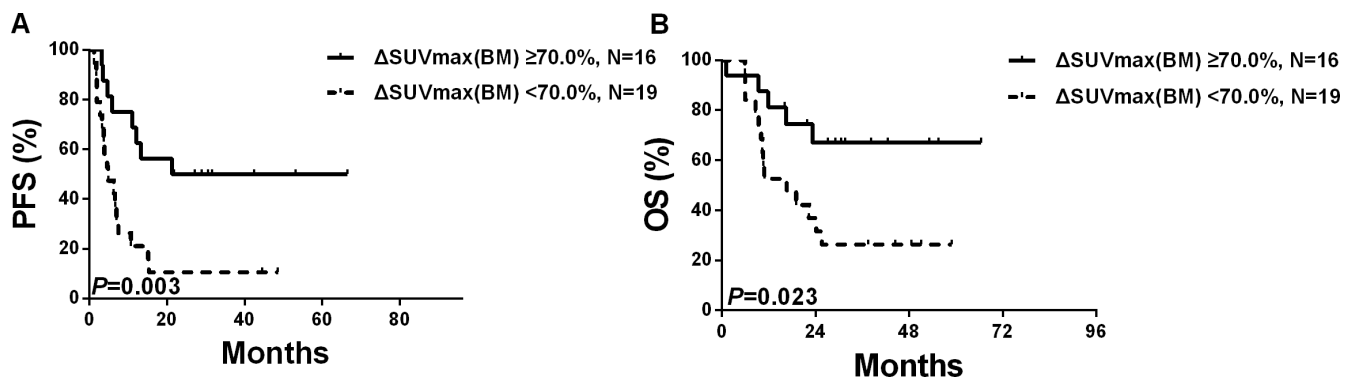 A
PFS (%)
100
80
60
40
20
0
ΔSUVmax(BM) ≥70.0%, N=16
ΔSUVmax(BM) <70.0%, N=19
P=0.003
0 20 40 60 80
Months
B
OS (%)
100
80
60
40
20
0
ΔSUVmax(BM) ≥70.0%, N=16
ΔSUVmax(BM) <70.0%, N=19
P=0.023
0 24 48 72 96
Months